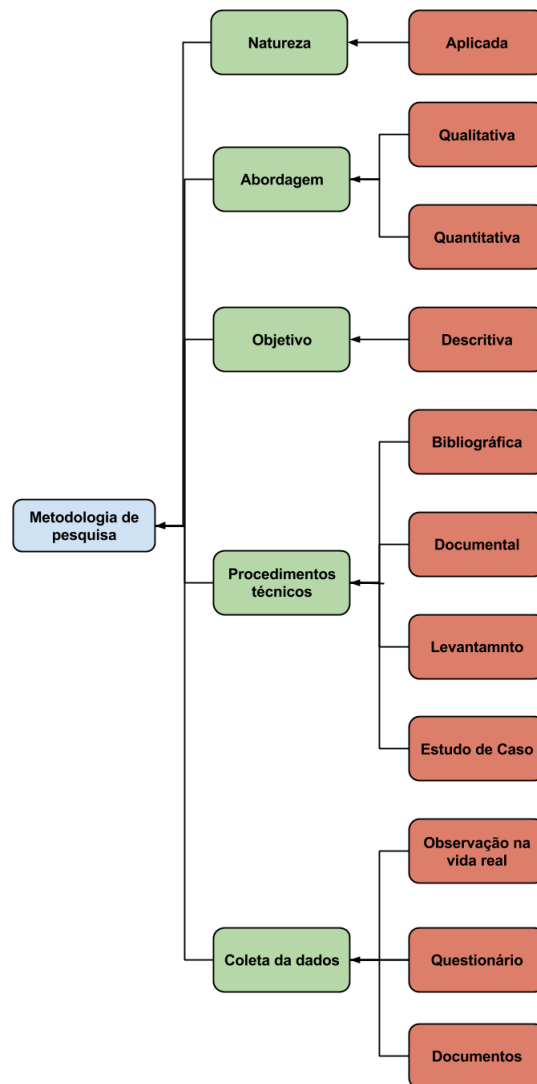 Natureza
Aplicada
Qualitativa
Abordagem
Quantitativa
Objetivo
Descritiva
Bibliográfica
Metodologia de
pesquisa
Documental
Procedimentos
técnicos
Levantamnto
Estudo de Caso
Observação na
vida real
Coleta da dados
Questionário
Documentos